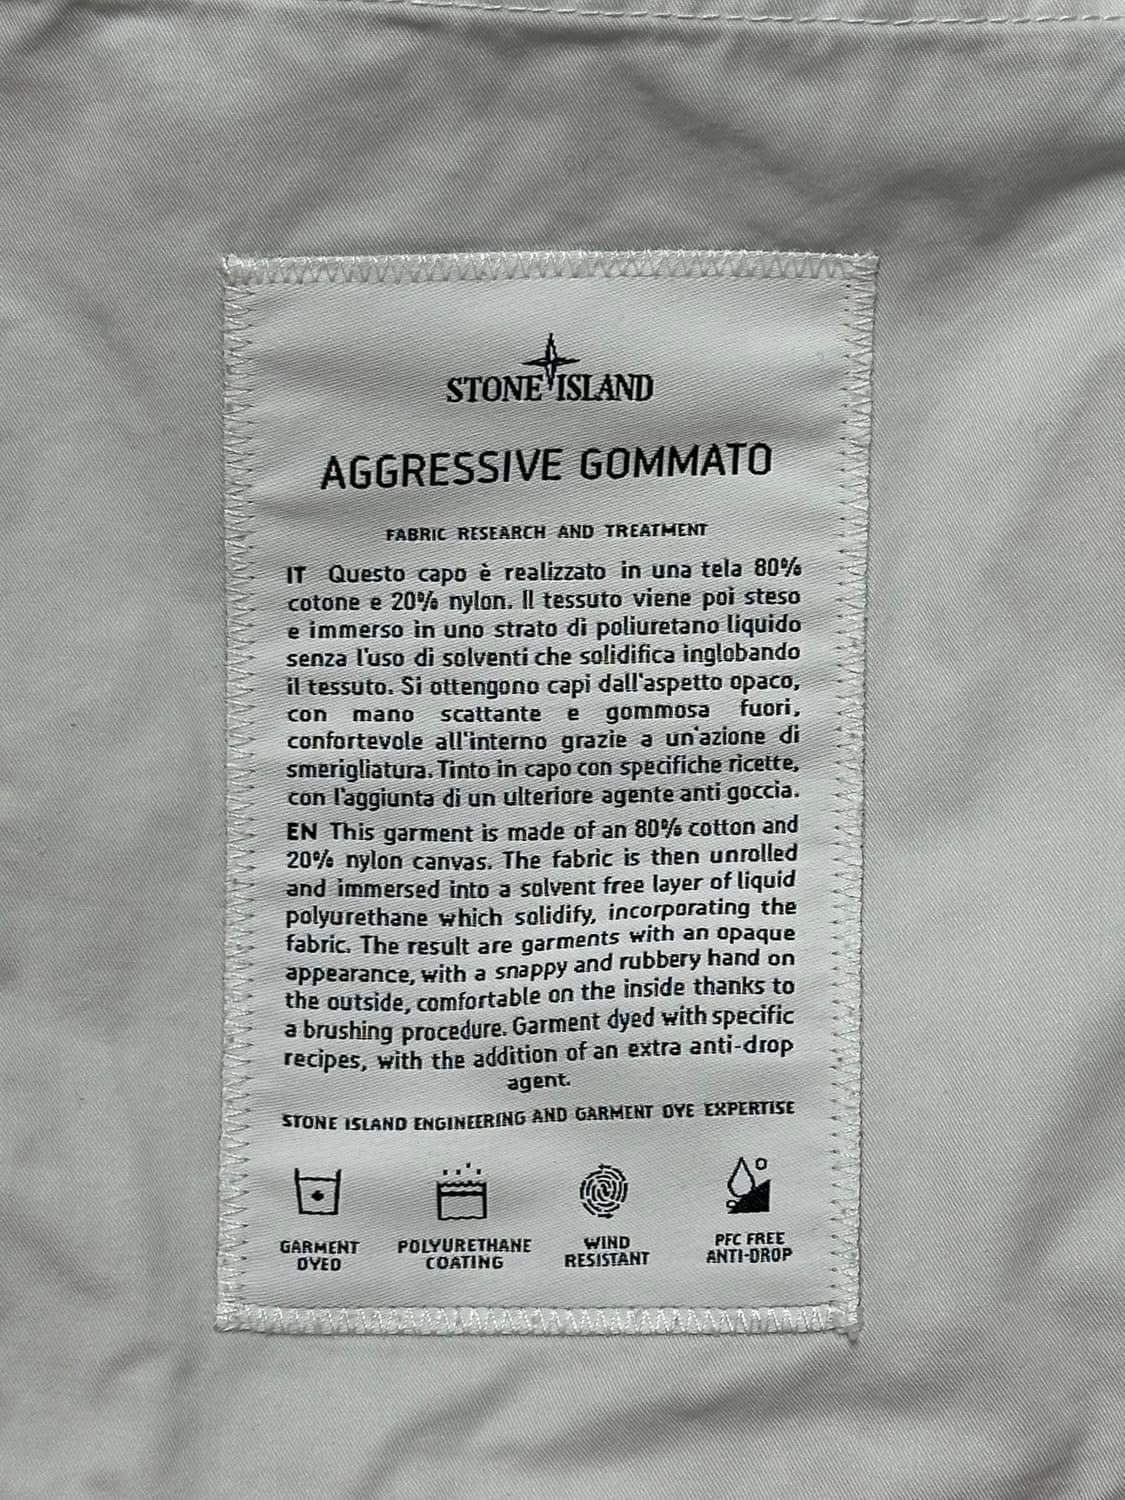 STONE ISLAND
AGGRESSIVE GOMMATO
FABRIC RESEARCH AND TREATMENT
IT Questo capo è realizzato in una tela 80%
cotone e 20% nylon. Il tessuto viene poi steso
e immerso in uno strato di poliuretano liquido
senza l'uso di solventi che solidifica inglobando
il tessuto. Si ottengono capi dall'aspetto opaco,
con mano scattante e gommosa fuori,
confortevole all'interno grazie a un'azione di
smerigliatura. Tinto in capo con specifiche ricette,
con l'aggiunta di un ulteriore agente anti goccia.
EN This garment is made of an 80% cotton and
20% nylon canvas. The fabric is then unrolled
and immersed into a solvent free layer of liquid
polyurethane which solidify, incorporating the
fabric. The result are garments with an opaque
appearance, with a snappy and rubbery hand on
the outside, comfortable on the inside thanks to
a brushing procedure. Garment dyed with specific
recipes, with the addition of an extra anti-drop
agent.
STONE ISLAND ENGINEERING AND GARMENT DYE EXPERTISE
GARMENT DYED
POLYURETHANE COATING
WIND RESISTANT
PFC FREE ANTI-DROP